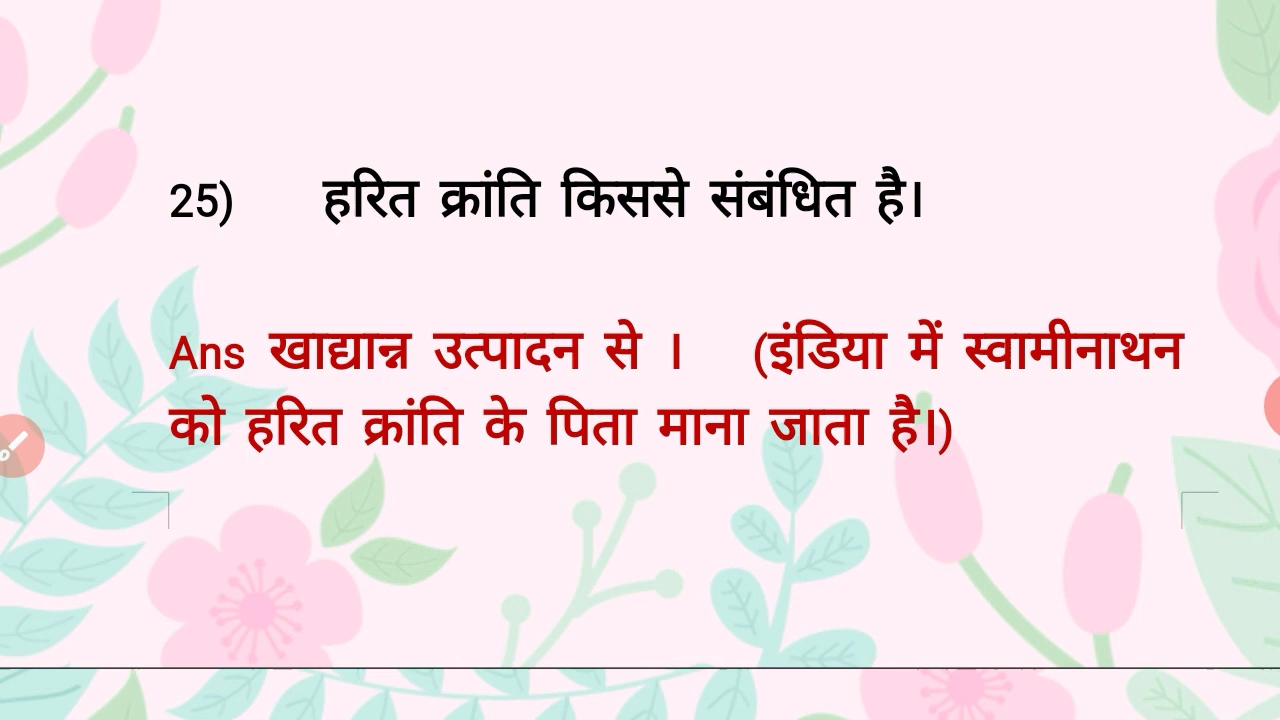 25) हरित क्रांति किससे संबंधित है।
Ans खाद्यान्न उत्पादन से । (इंडिया में स्वामीनाथन
को हरित क्रांति के पिता माना जाता है।)